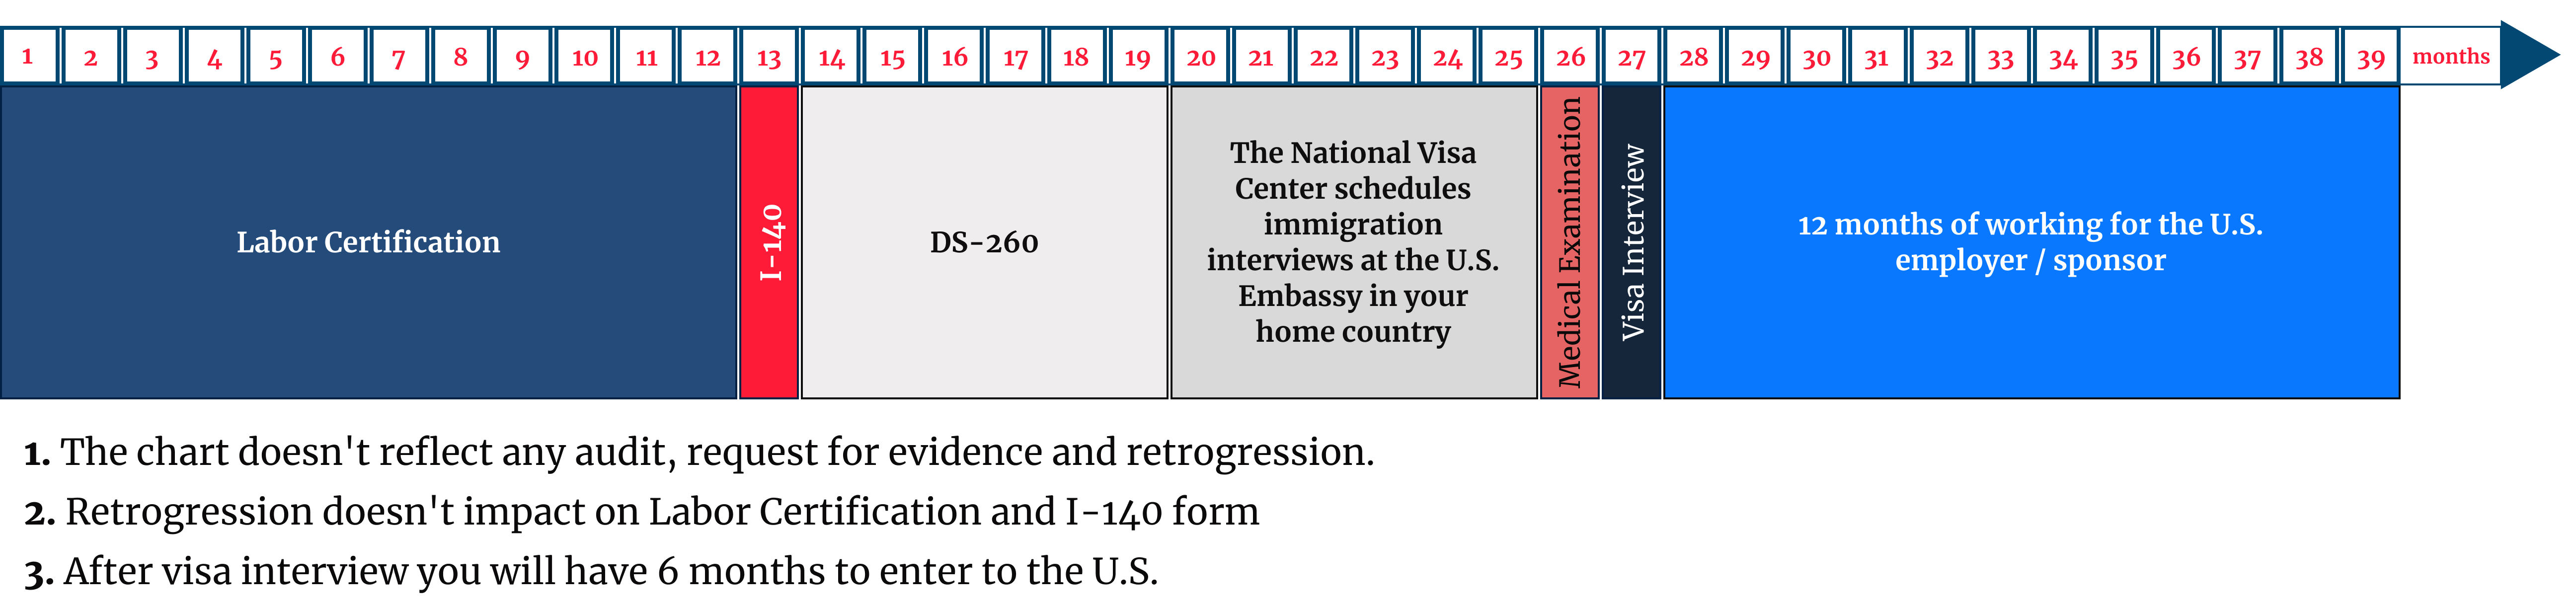 1 2 3 4 5 6 7 8 9 10 11 12 13 14 15 16 17 18 19 20 21 22 23 24 25 26 27 28 29 30 31 32 33 34 35 36 37 38 39 months
Labor Certification
I-140
DS-260
The National Visa
Center schedules
immigration
interviews at the U.S.
Embassy in your
home country
Medical Examination
Visa Interview
12 months of working for the U.S.
employer / sponsor
1. The chart doesn't reflect any audit, request for evidence and retrogression.
2. Retrogression doesn't impact on Labor Certification and I-140 form
3. After visa interview you will have 6 months to enter to the U.S.